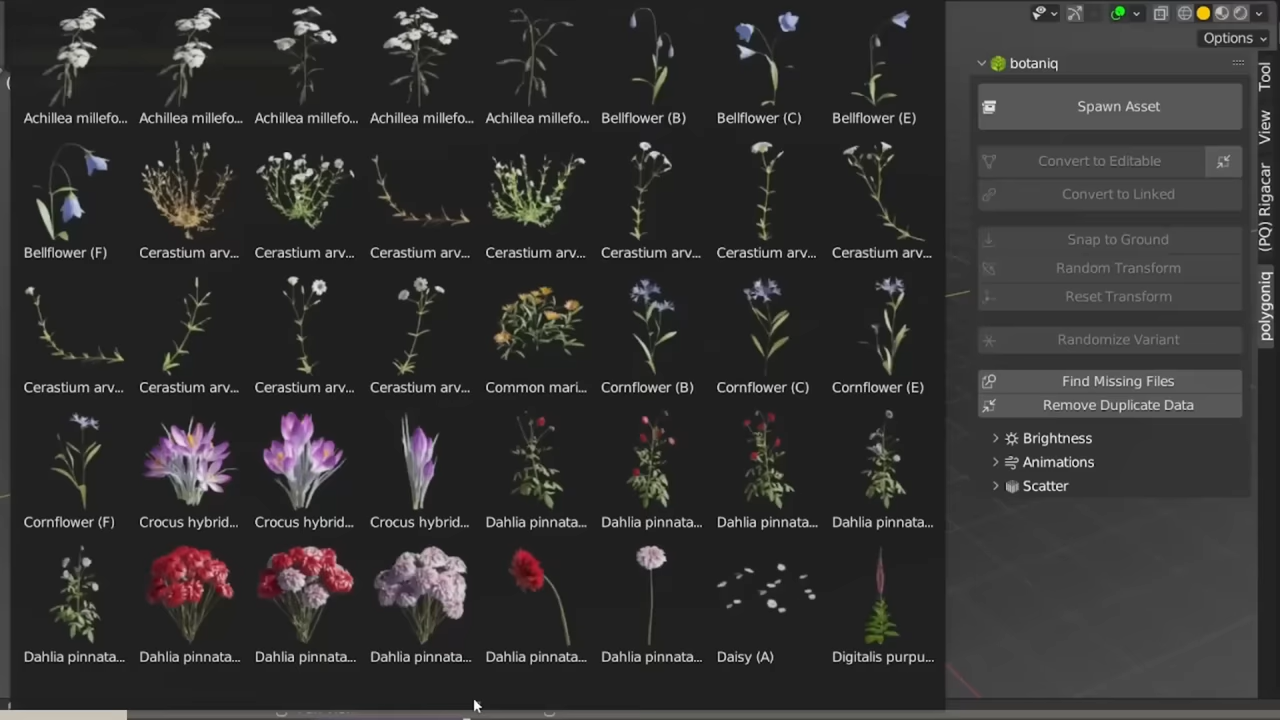 Options
botaniq
Spawn Asset
Convert to Editable
Convert to Linked
Snap to Ground
Random Transform
Reset Transform
Randomize Variant
Find Missing Files
Remove Duplicate Data
Brightness
Animations
Scatter
Tool
View
(PQ) Rigacar
polygoniq
Achillea millefo... Achillea millefo... Achillea millefo... Achillea millefo... Achillea millefo... Bellflower (B) Bellflower (C) Bellflower (E)
Bellflower (F) Cerastium arv... Cerastium arv... Cerastium arv... Cerastium arv... Cerastium arv... Cerastium arv... Cerastium arv...
Cerastium arv... Cerastium arv... Cerastium arv... Cerastium arv... Common mari... Cornflower (B) Cornflower (C) Cornflower (E)
Cornflower (F) Crocus hybrid... Crocus hybrid... Crocus hybrid... Dahlia pinnata... Dahlia pinnata... Dahlia pinnata... Dahlia pinnata...
Dahlia pinnata... Dahlia pinnata... Dahlia pinnata... Dahlia pinnata... Dahlia pinnata... Dahlia pinnata... Daisy (A) Digitalis purpu...